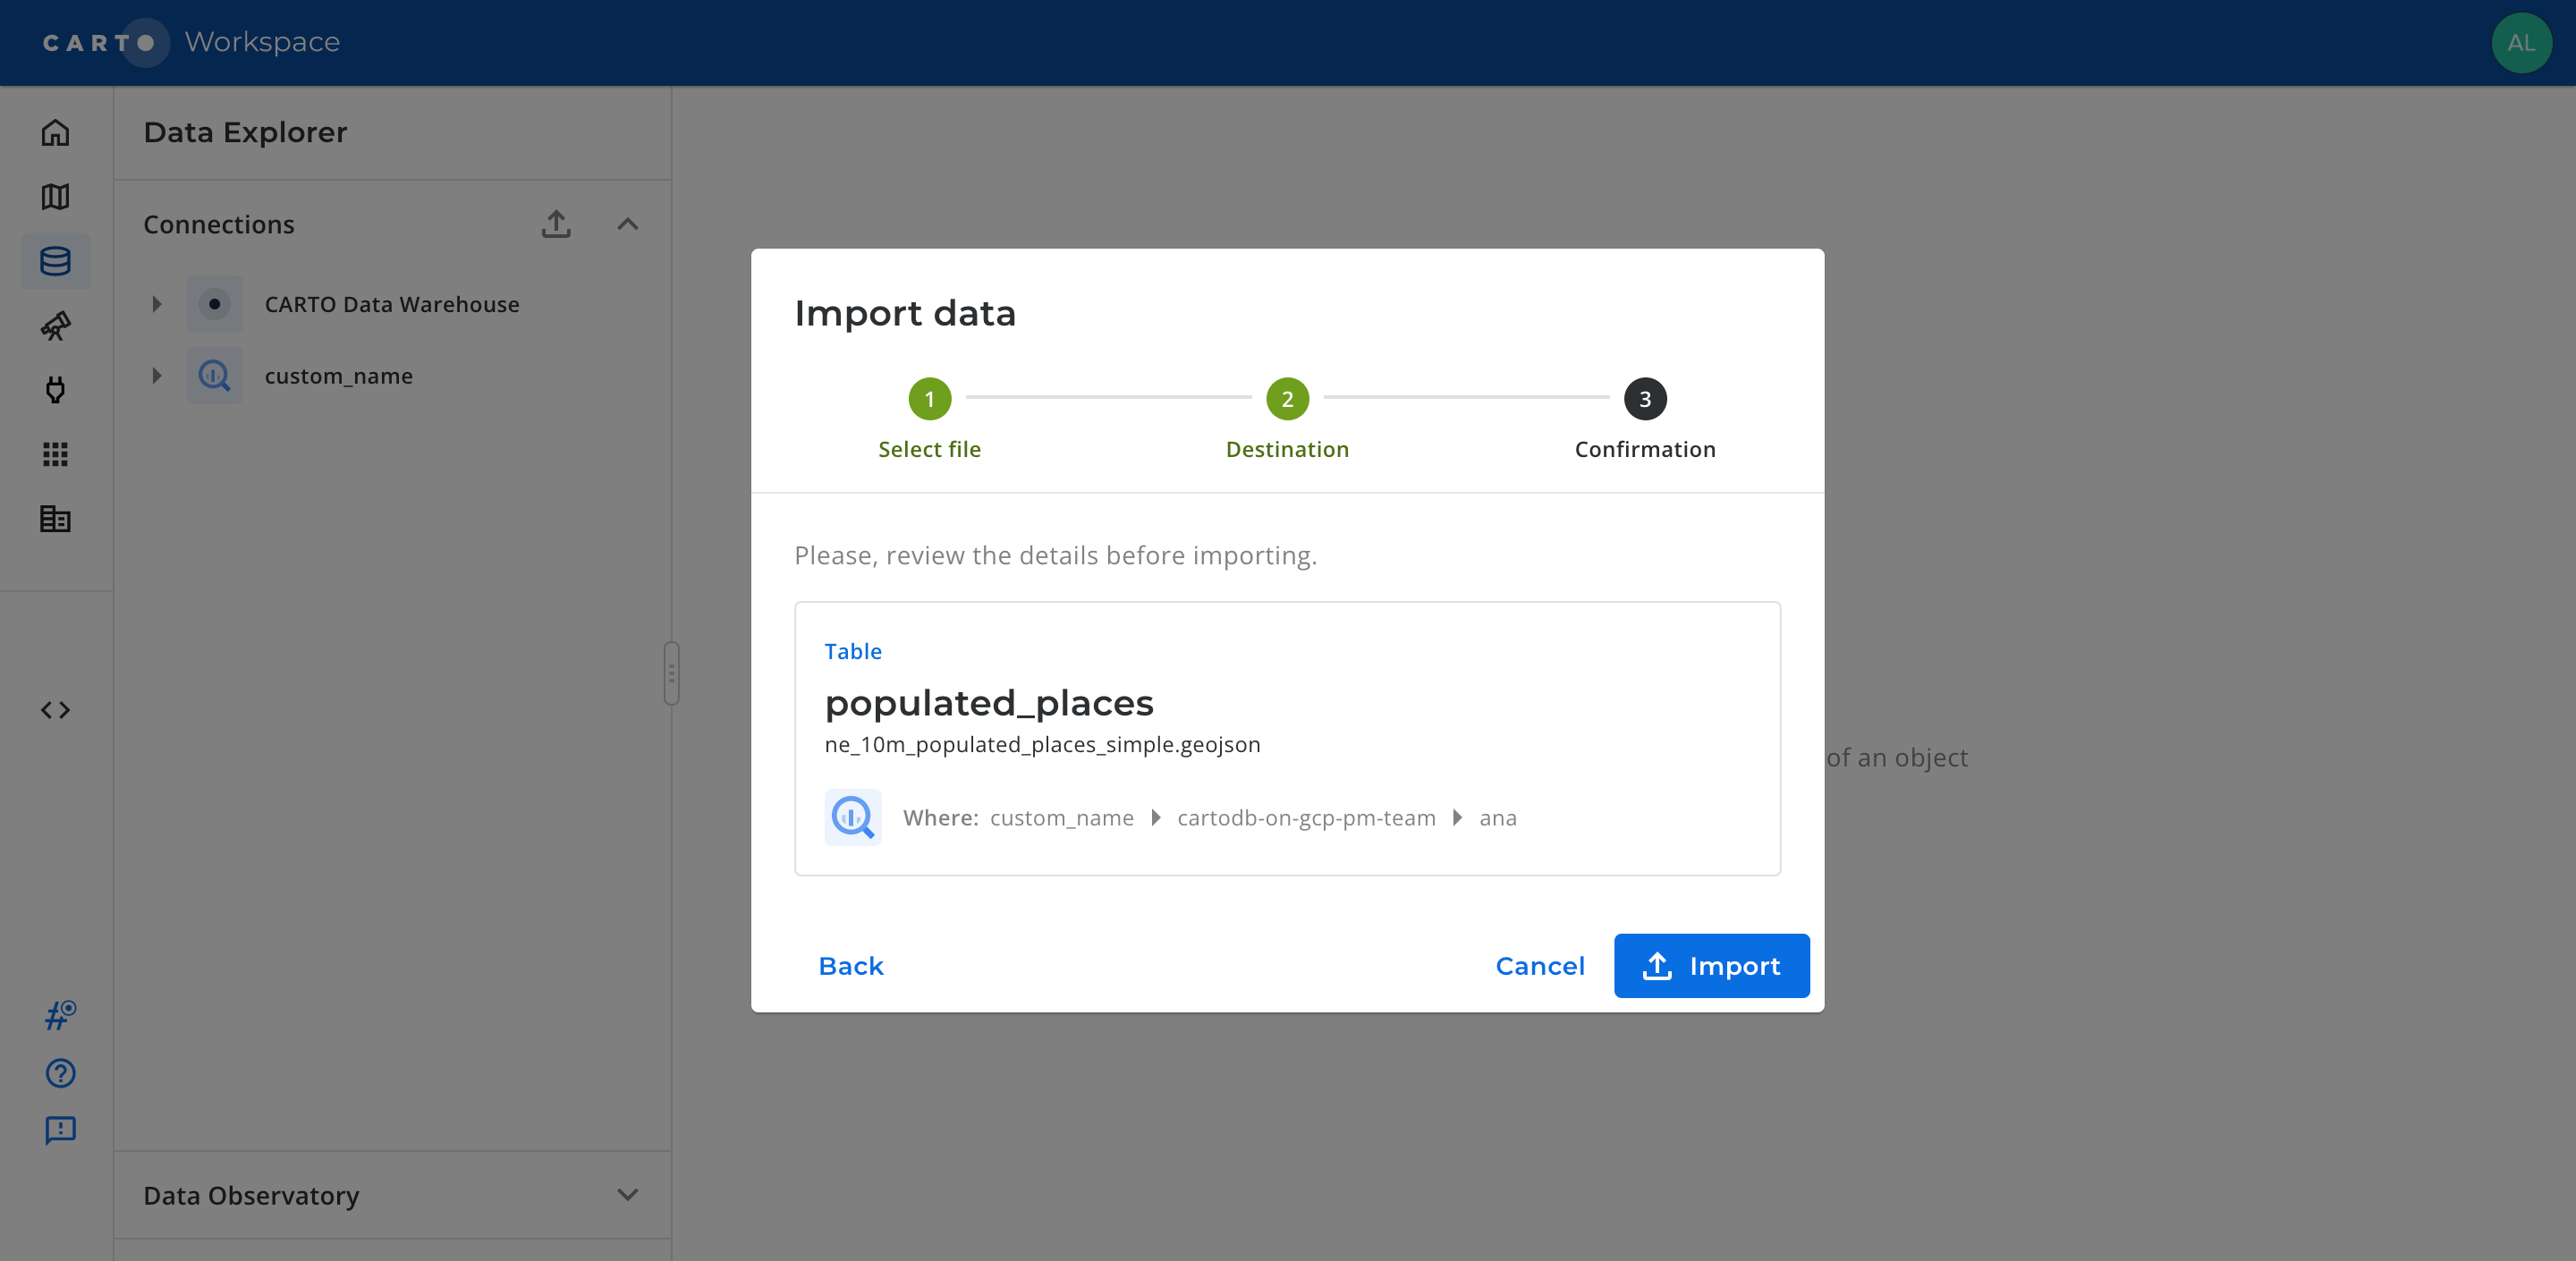 CARTO Workspace
AL
Data Explorer
Connections
CARTO Data Warehouse
custom_name
Data Observatory
Import data
1
2
3
Select file
Destination
Confirmation
Please, review the details before importing.
Table
populated_places
ne_10m_populated_places_simple.geojson
Where: custom_name cartodb-on-gcp-pm-team ana
Back
Cancel
Import
of an object